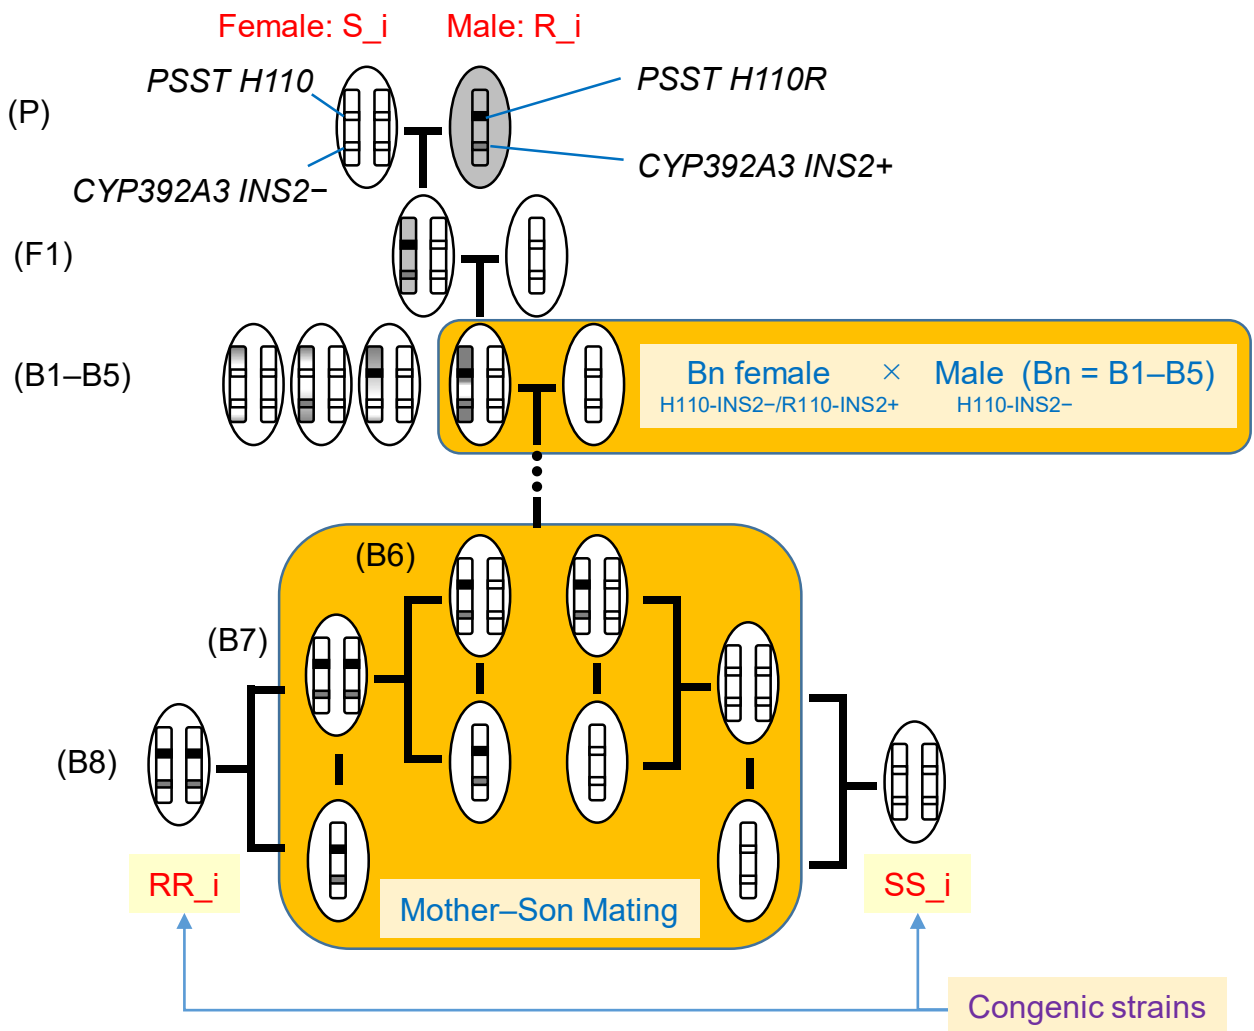 Female: S_i
Male: R_i
PSST H110
PSST H110R
(P)
CYP392A3 INS2+
CYP392A3 INS2−
(F1)
(B1–B5)
Bn female × Male (Bn = B1–B5)
H110-INS2−/R110-INS2+ H110-INS2−
(B6)
(B7)
(B8)
RR_i
SS_i
Mother–Son Mating
Congenic strains